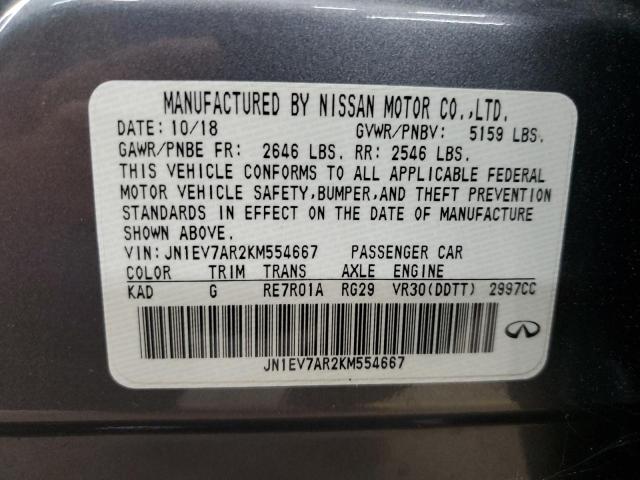 MANUFACTURED BY NISSAN MOTOR CO.,LTD.
DATE: 10/18 GVWR/PNBV: 5159 LBS.
GAWR/PNBE FR: 2646 LBS. RR: 2546 LBS.
THIS VEHICLE CONFORMS TO ALL APPLICABLE FEDERAL
MOTOR VEHICLE SAFETY,BUMPER,AND THEFT PREVENTION
STANDARDS IN EFFECT ON THE DATE OF MANUFACTURE
SHOWN ABOVE.
VIN:JN1EV7AR2KM554667 PASSENGER CAR
COLOR TRIM TRANS AXLE ENGINE
KAD G RE7R01A RG29 VR30(DDTT) 2997CC
JN1EV7AR2KM554667